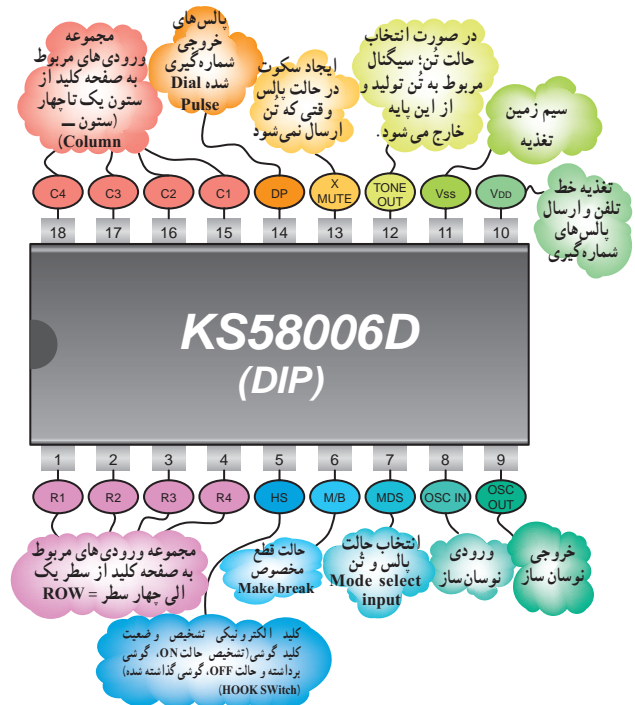 مجموعه
ورودی‌های مربوط
به صفحه کلید از
ستون یک تا چهار
(ستون ــ
Column)
پالس‌های
خروجی
شماره‌گیری
شده Dial
Pulse
ایجاد سکوت
در حالت پالس
وقتی که تُن
ارسال نمی‌شود
در صورت انتخاب
حالت تُن؛ سیگنال
مربوط به تُن تولید و
از این پایه
خارج می‌شود.
سیم زمین
تغذیه
تغذیه خط
تلفن و ارسال
پالس‌های
شماره‌گیری
C4 C3 C2 C1 DP X MUTE TONE OUT VSS VDD
18 17 16 15 14 13 12 11 10
KS58006D
(DIP)
1 2 3 4 5 6 7 8 9
R1 R2 R3 R4 HS M/B MDS OSC IN OSC OUT
مجموعه ورودی‌های مربوط
به صفحه کلید از سطر یک
الی چهار سطر = ROW
کلید الکترونیکی تشخیص وضعیت
کلید گوشی(تشخیص حالت ON، گوشی
برداشته و حالت OFF، گوشی گذاشته شده)
(HOOK SWitch)
حالت قطع
مخصوص
Make break
انتخاب حالت
پالس و تُن
Mode select
input
ورودی
نوسان‌ساز
خروجی
نوسان ساز